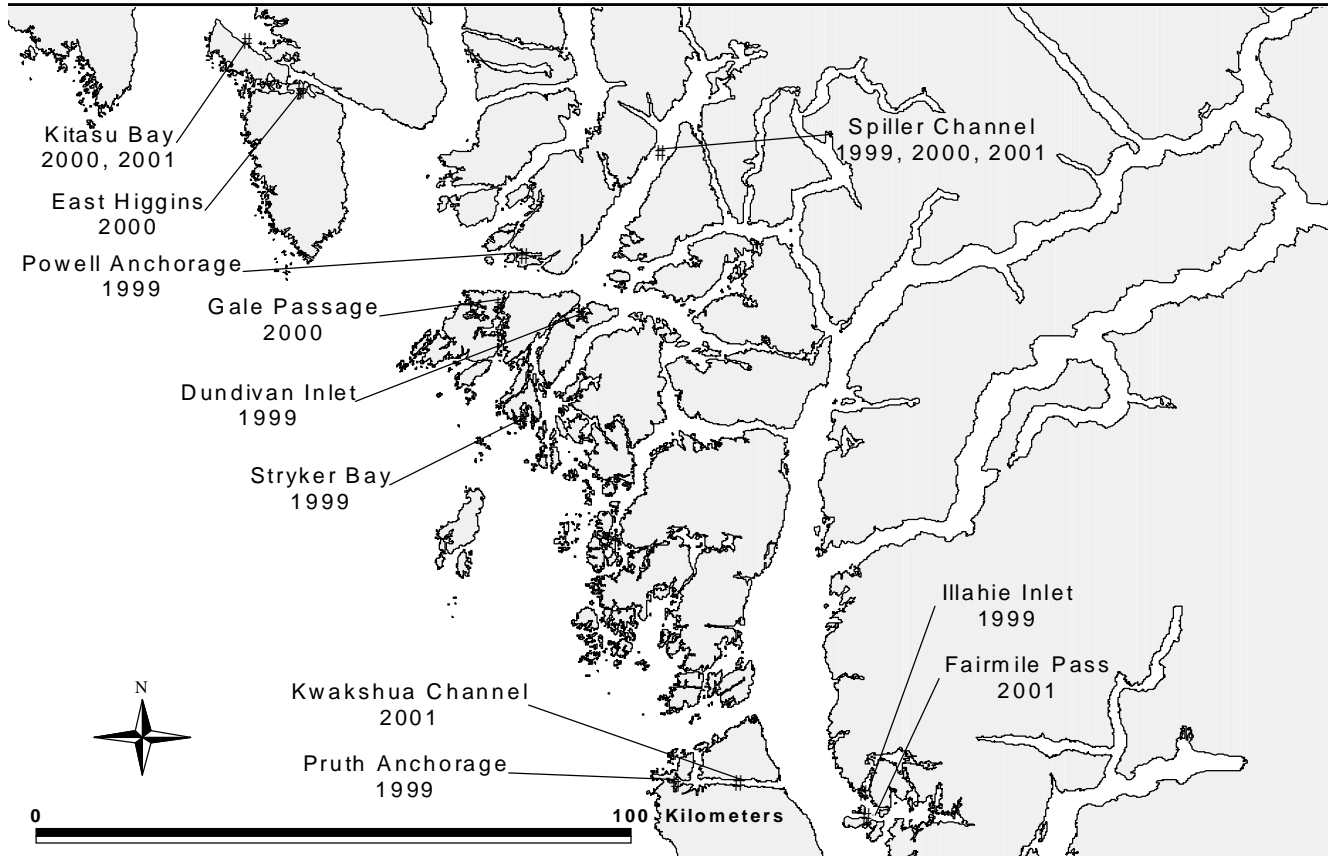 Kitasu Bay
2000, 2001
East Higgins
2000
Powell Anchorage
1999
Gale Passage
2000
Dundivan Inlet
1999
Stryker Bay
1999
Spiller Channel
1999, 2000, 2001
Illahie Inlet
1999
Fairmile Pass
2001
Kwakshua Channel
2001
Pruth Anchorage
1999
N
0 100 Kilometers